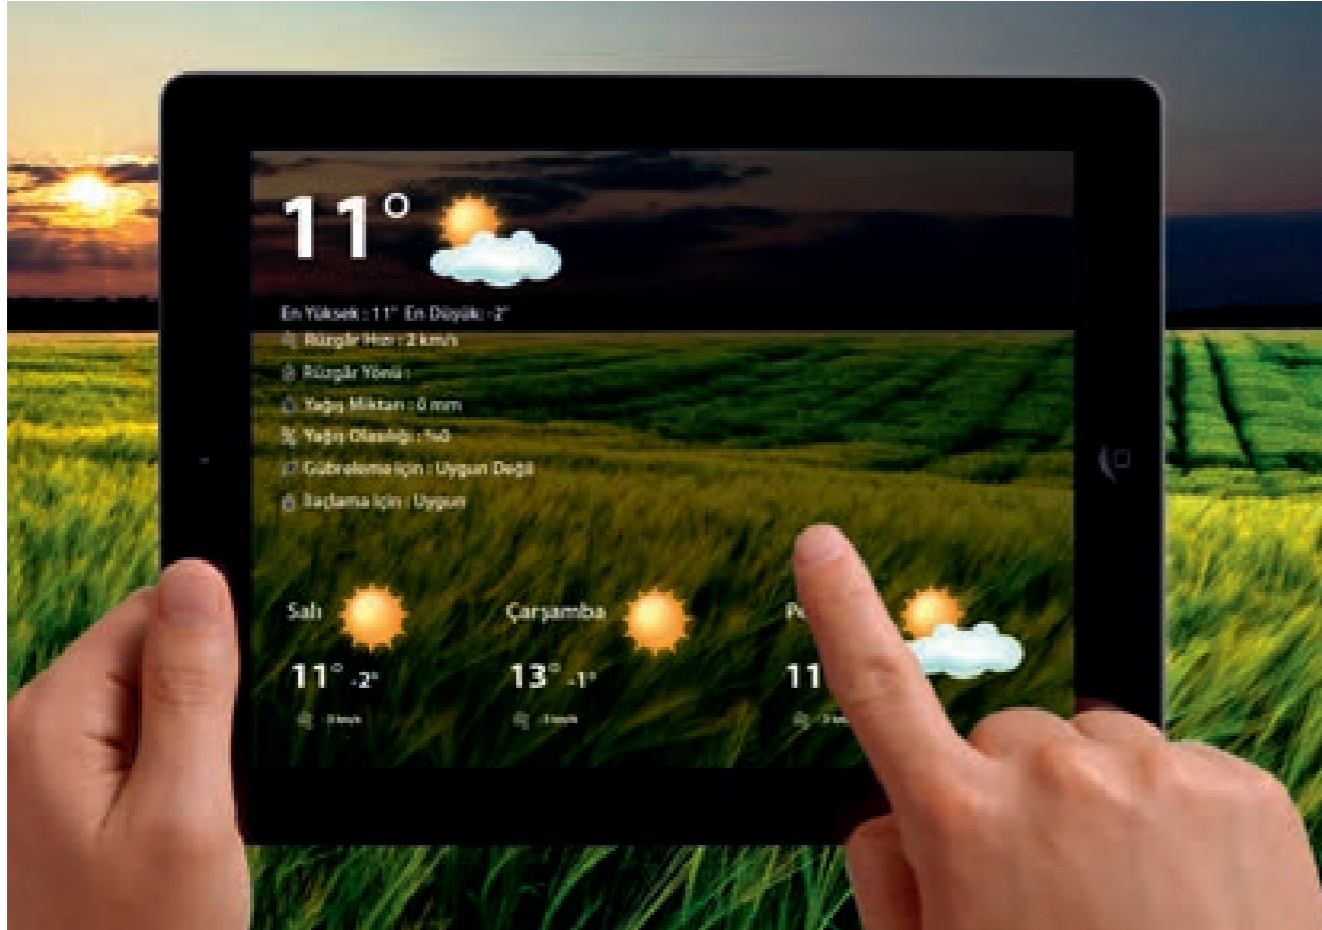 11°
En Yüksek : 11° En Düşük: -2°
Rüzgâr Hızı : 2 km/s
Rüzgâr Yönü :
Yağış Miktarı : 0 mm
Yağış Olasılığı : %0
Gübreleme için : Uygun Değil
İlaçlama için : Uygun
Salı Çarşamba
11° -2° 13° -1° 11